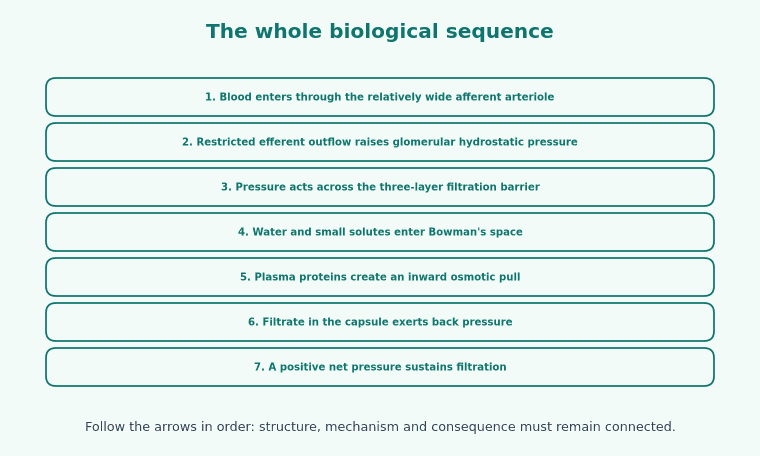 The whole biological sequence
1. Blood enters through the relatively wide afferent arteriole
2. Restricted efferent outflow raises glomerular hydrostatic pressure
3. Pressure acts across the three-layer filtration barrier
4. Water and small solutes enter Bowman's space
5. Plasma proteins create an inward osmotic pull
6. Filtrate in the capsule exerts back pressure
7. A positive net pressure sustains filtration
Follow the arrows in order: structure, mechanism and consequence must remain connected.